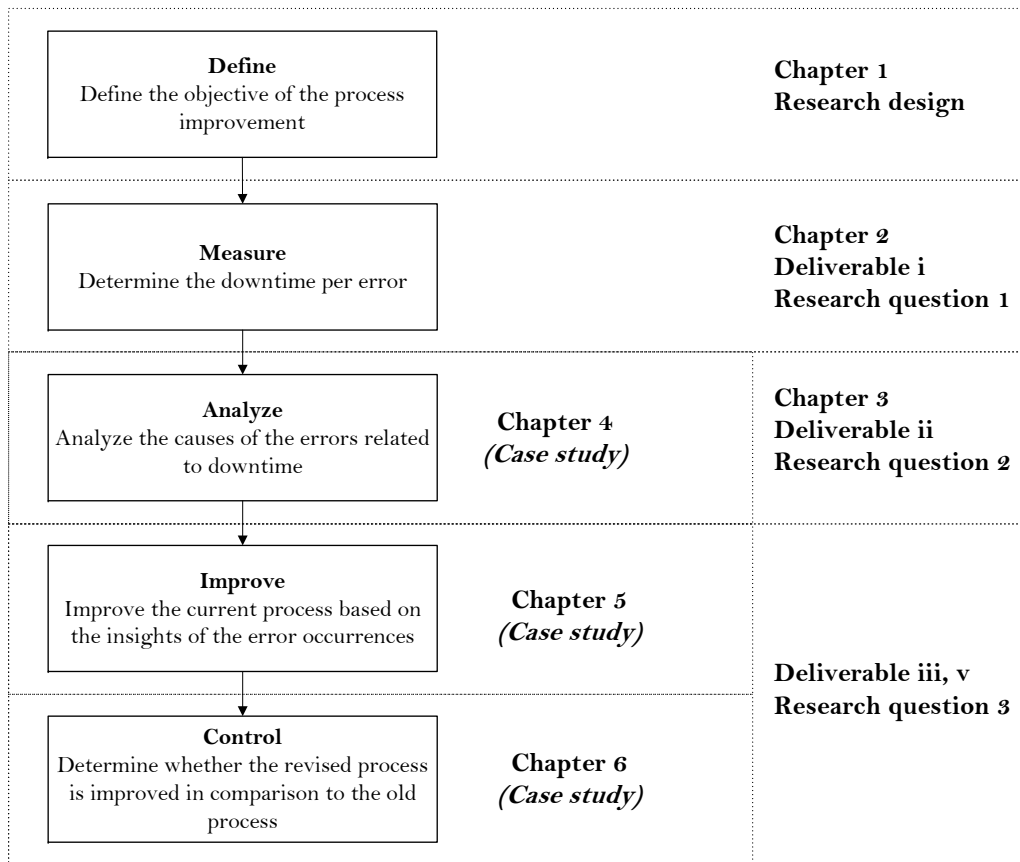 Define
Define the objective of the process
improvement
Chapter 1
Research design
Measure
Determine the downtime per error
Chapter 2
Deliverable i
Research question 1
Analyze
Analyze the causes of the errors related
to downtime
Chapter 4
(Case study)
Chapter 3
Deliverable ii
Research question 2
Improve
Improve the current process based on
the insights of the error occurrences
Chapter 5
(Case study)
Deliverable iii, v
Research question 3
Control
Determine whether the revised process
is improved in comparison to the old
process
Chapter 6
(Case study)